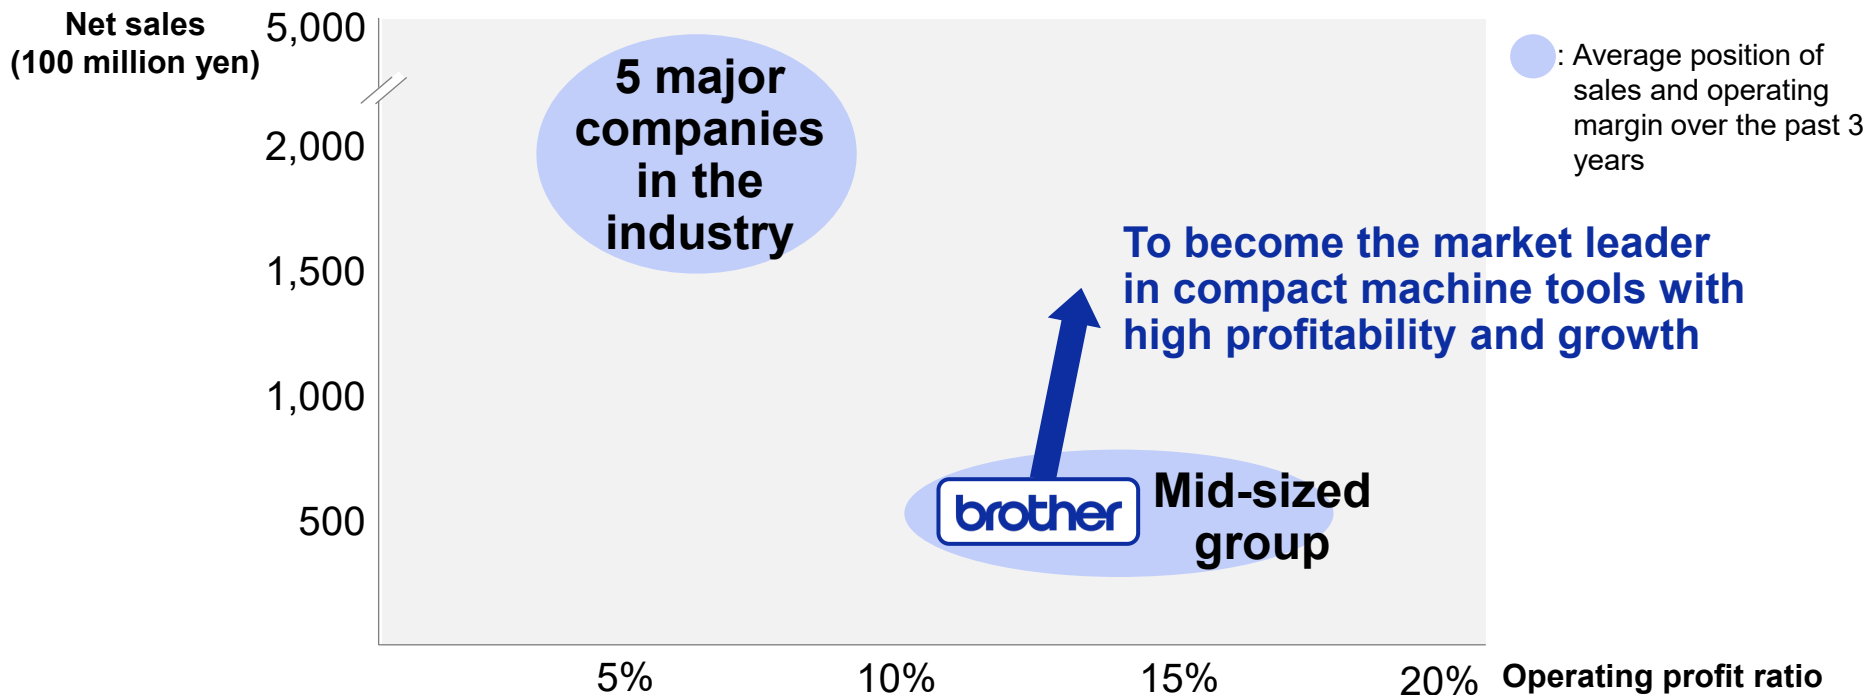 Net sales
(100 million yen)
5,000
2,000
1,500
1,000
500
5 major
companies
in the
industry
: Average position of
sales and operating
margin over the past 3
years
To become the market leader
in compact machine tools with
high profitability and growth
brother
Mid-sized
group
5%
10%
15%
20%
Operating profit ratio